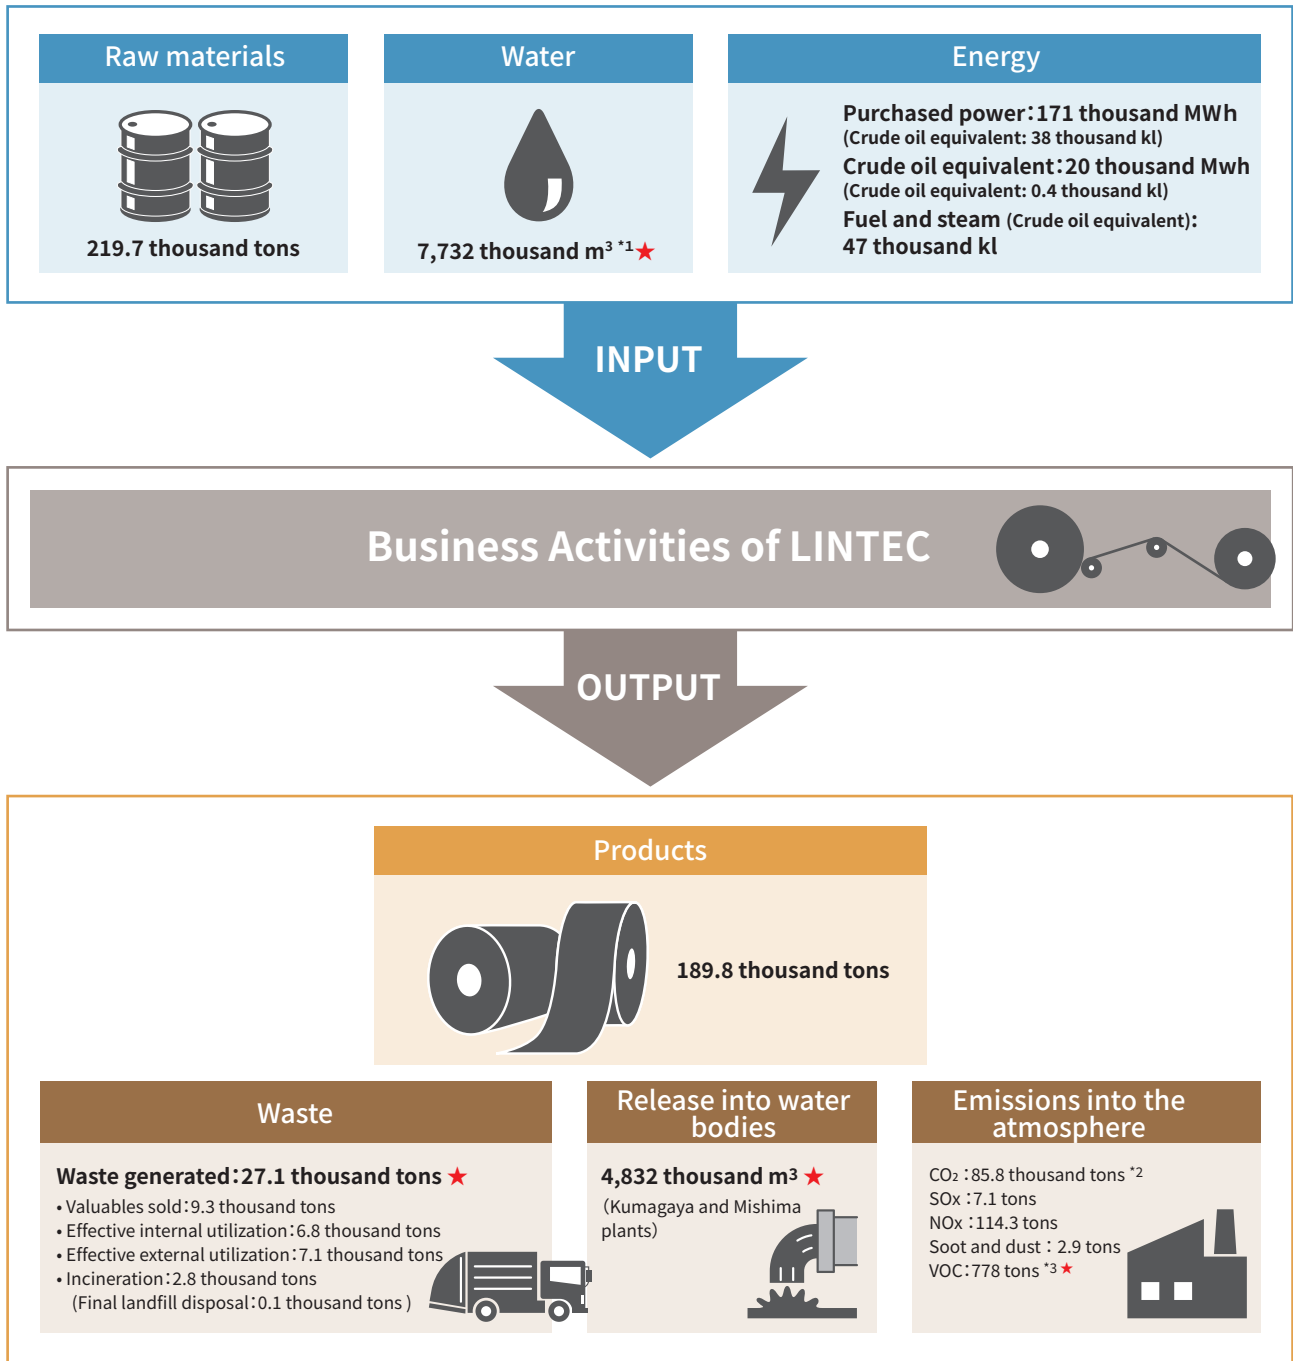 Raw materials
219.7 thousand tons
Water
7,732 thousand m³ *1★
Energy
Purchased power:171 thousand MWh
(Crude oil equivalent: 38 thousand kl)
Crude oil equivalent:20 thousand Mwh
(Crude oil equivalent: 0.4 thousand kl)
Fuel and steam (Crude oil equivalent):
47 thousand kl
INPUT
Business Activities of LINTEC
OUTPUT
Products
189.8 thousand tons
Waste
Waste generated:27.1 thousand tons ★
• Valuables sold:9.3 thousand tons
• Effective internal utilization:6.8 thousand tons
• Effective external utilization:7.1 thousand tons
• Incineration:2.8 thousand tons
(Final landfill disposal:0.1 thousand tons )
Release into water
bodies
4,832 thousand m³ ★
(Kumagaya and Mishima
plants)
Emissions into the
atmosphere
CO₂ :85.8 thousand tons *2
SOx :7.1 tons
NOx :114.3 tons
Soot and dust : 2.9 tons
VOC:778 tons *3 ★